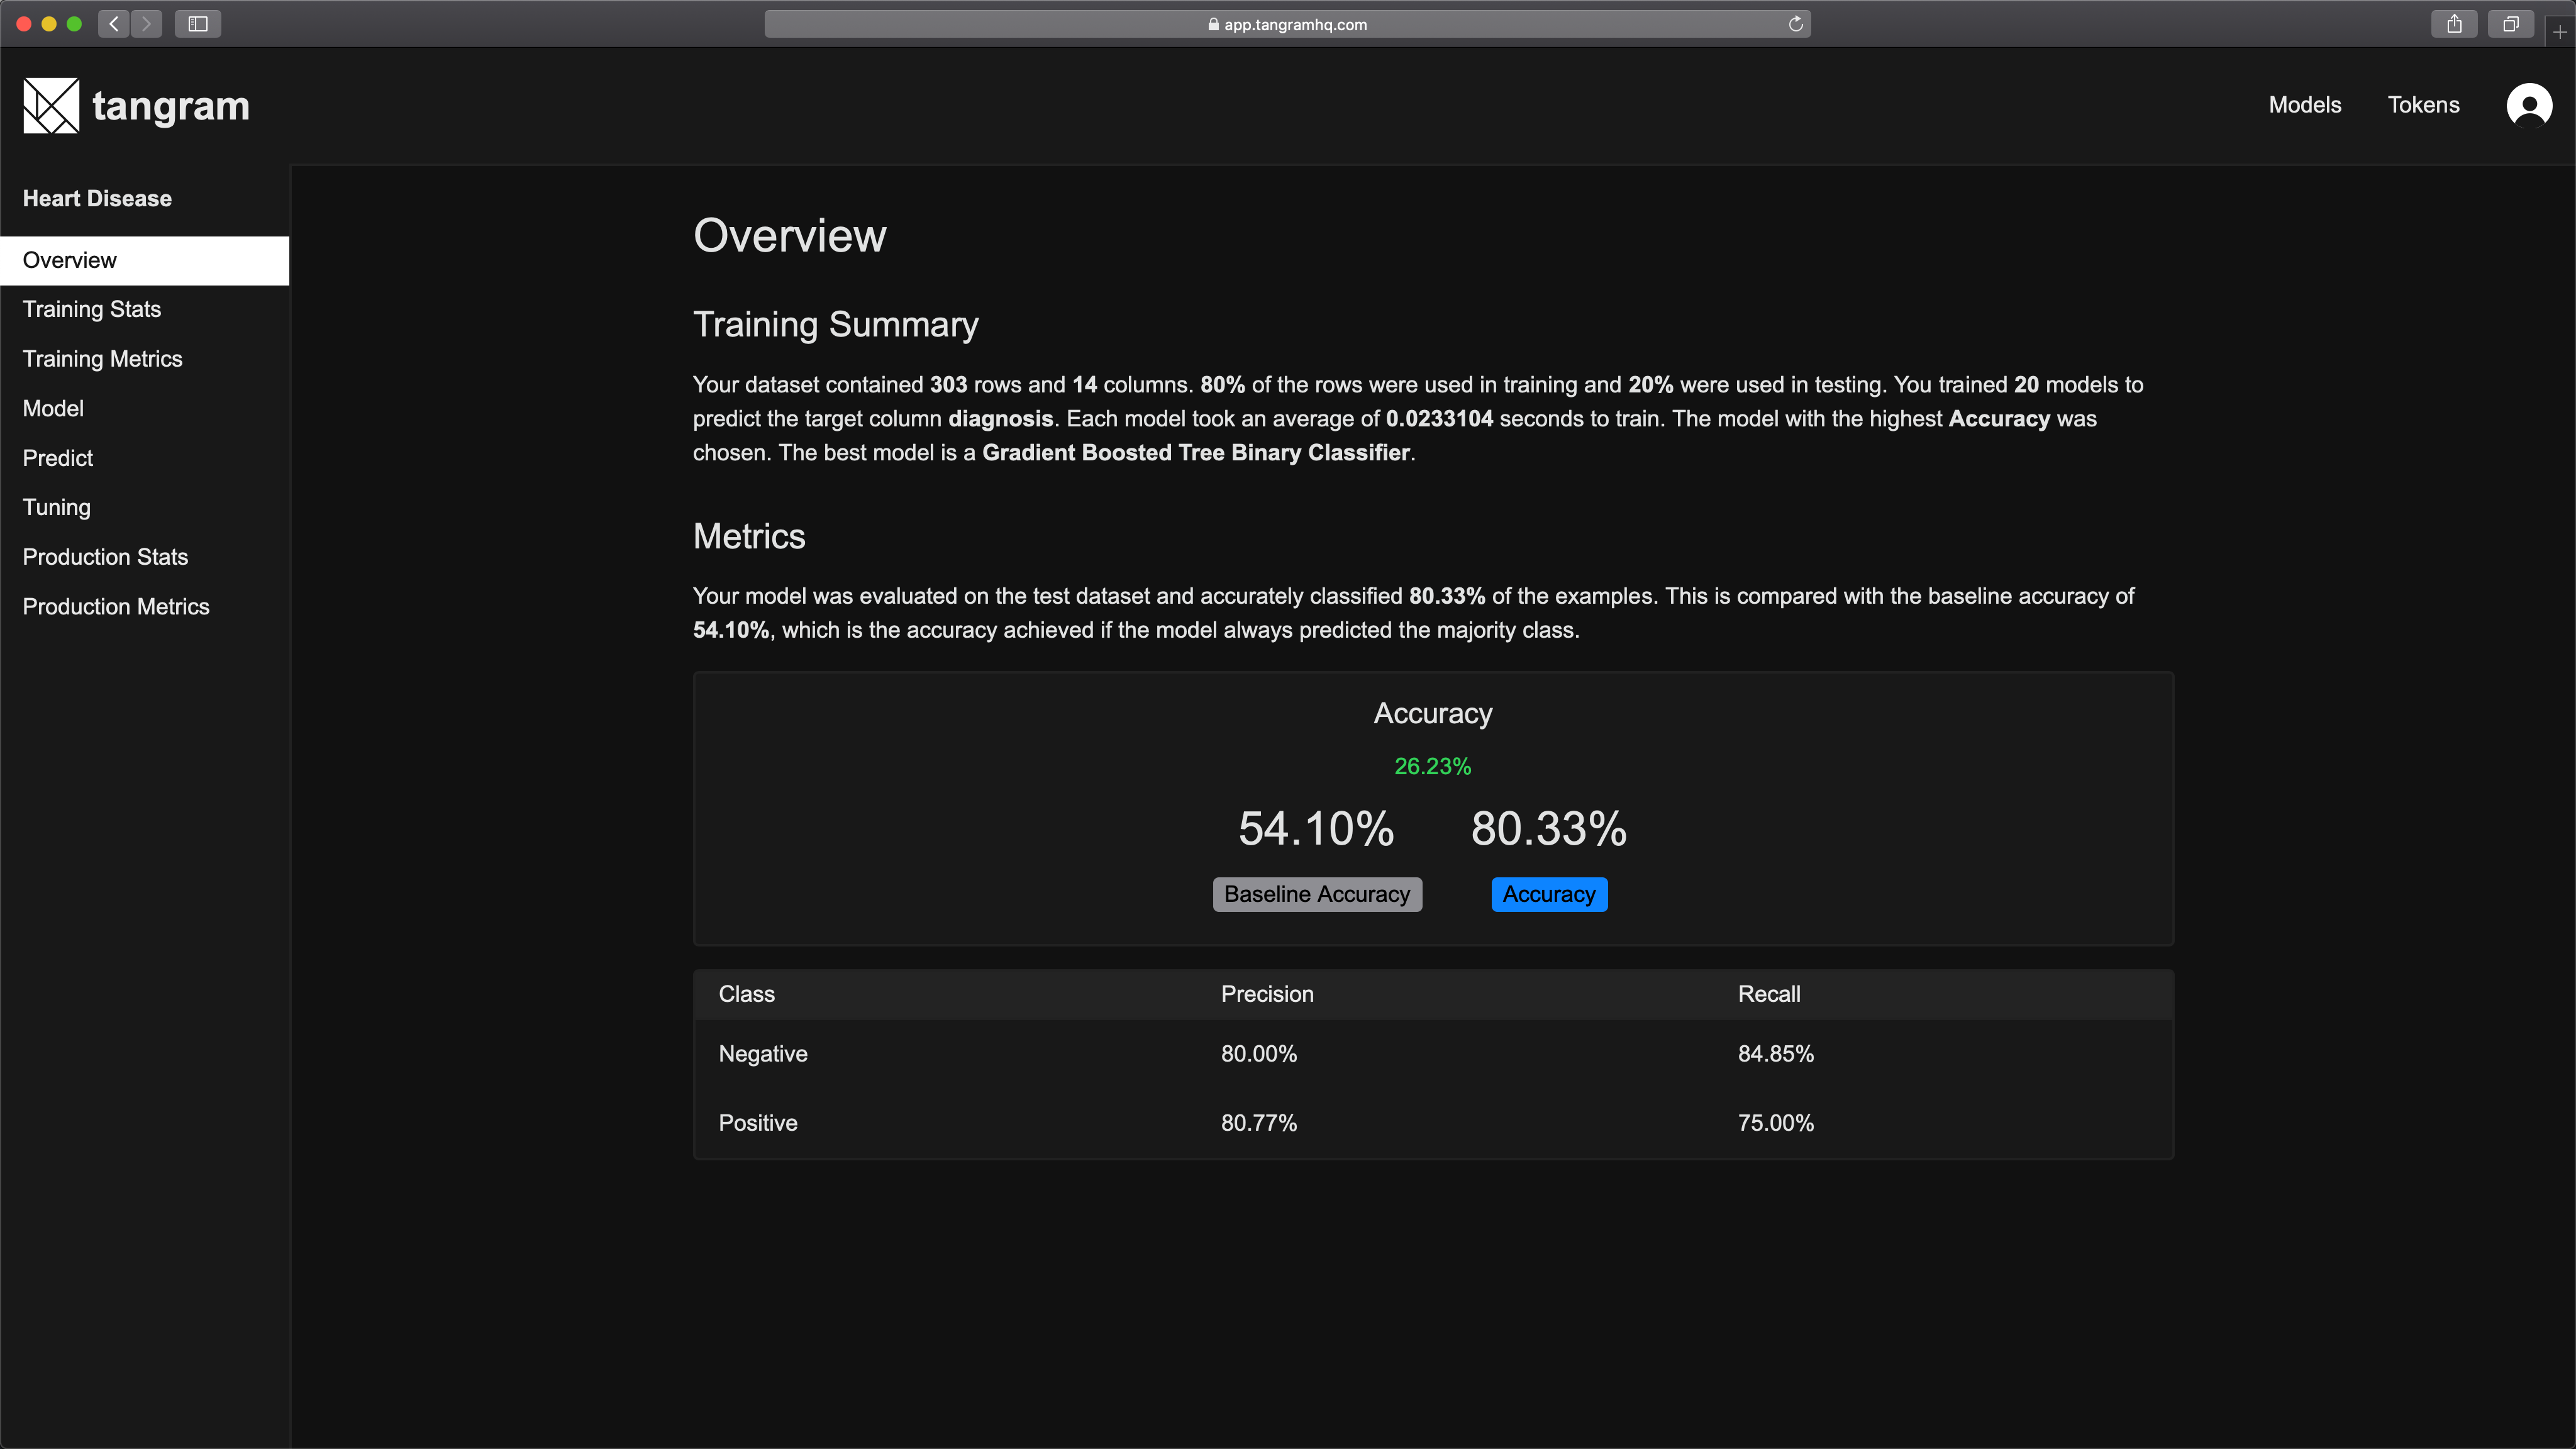 app.tangramhq.com
tangram
Models
Tokens
Heart Disease
Overview
Training Stats
Training Metrics
Model
Predict
Tuning
Production Stats
Production Metrics
Overview
Training Summary
Your dataset contained 303 rows and 14 columns. 80% of the rows were used in training and 20% were used in testing. You trained 20 models to
predict the target column diagnosis. Each model took an average of 0.0233104 seconds to train. The model with the highest Accuracy was
chosen. The best model is a Gradient Boosted Tree Binary Classifier.
Metrics
Your model was evaluated on the test dataset and accurately classified 80.33% of the examples. This is compared with the baseline accuracy of
54.10%, which is the accuracy achieved if the model always predicted the majority class.
Accuracy
26.23%
54.10% 80.33%
Baseline Accuracy Accuracy
Class Precision Recall
Negative 80.00% 84.85%
Positive 80.77% 75.00%